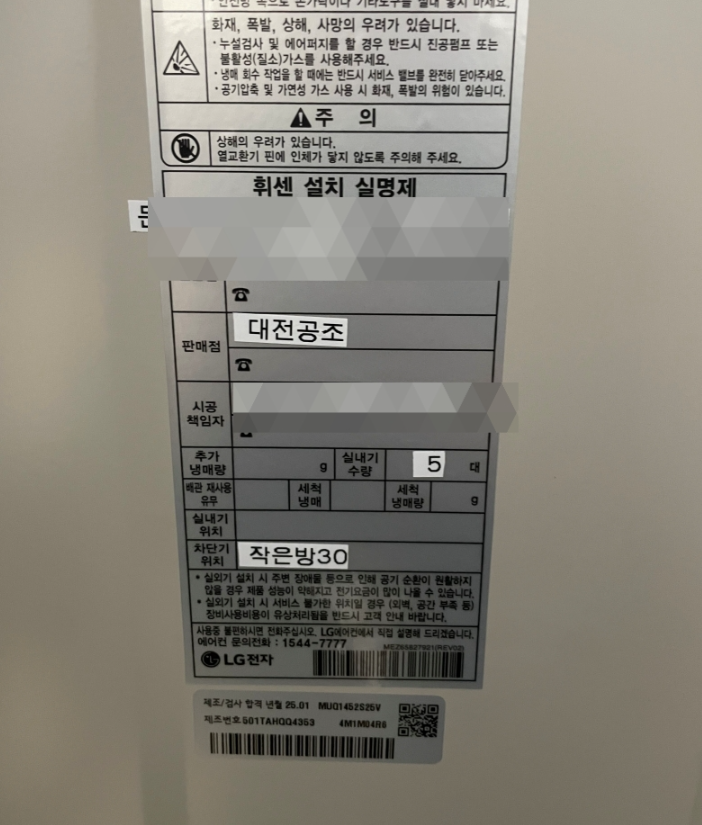 화재, 폭발, 상해, 사망의 우려가 있습니다.
· 누설검사 및 에어퍼지를 할 경우 반드시 진공펌프 또는
불활성(질소)가스를 사용해주세요.
· 냉매 회수 작업을 할 때에는 반드시 서비스 밸브를 완전히 닫아주세요.
· 공기압축 및 가연성 가스 사용 시 화재, 폭발의 위험이 있습니다.
주 의
상해의 우려가 있습니다.
열교환기 핀에 인체가 닿지 않도록 주의해 주세요.
휘센 설치 실명제
판매점 대전공조
시공
책임자
추가
냉매량 g 실내기
수량 5 대
배관 재사용
유무 세척
냉매 세척
냉매량 g
실내기
위치
차단기
위치 작은방30
• 실외기 설치 시 주변 장애물 등으로 인해 공기 순환이 원활하지
않을 경우 제품 성능이 약해지고 전기요금이 많이 나올 수 있습니다.
• 실외기 설치 시 서비스 불가한 위치일 경우 (외벽, 공간 부족 등)
장비사용비용이 유상처리됨을 반드시 고객 안내 바랍니다.
사용중 불편하시면 전화주십시오. LG에어컨에서 직접 설명해 드리겠습니다.
에어컨 문의전화 : 1544-7777
MEZ65827621(REV02)
LG전자
제조/검사 합격 년월 25.01 MUQ1452S25V
제조번호 501TAHQQ4353 4M1M04R6